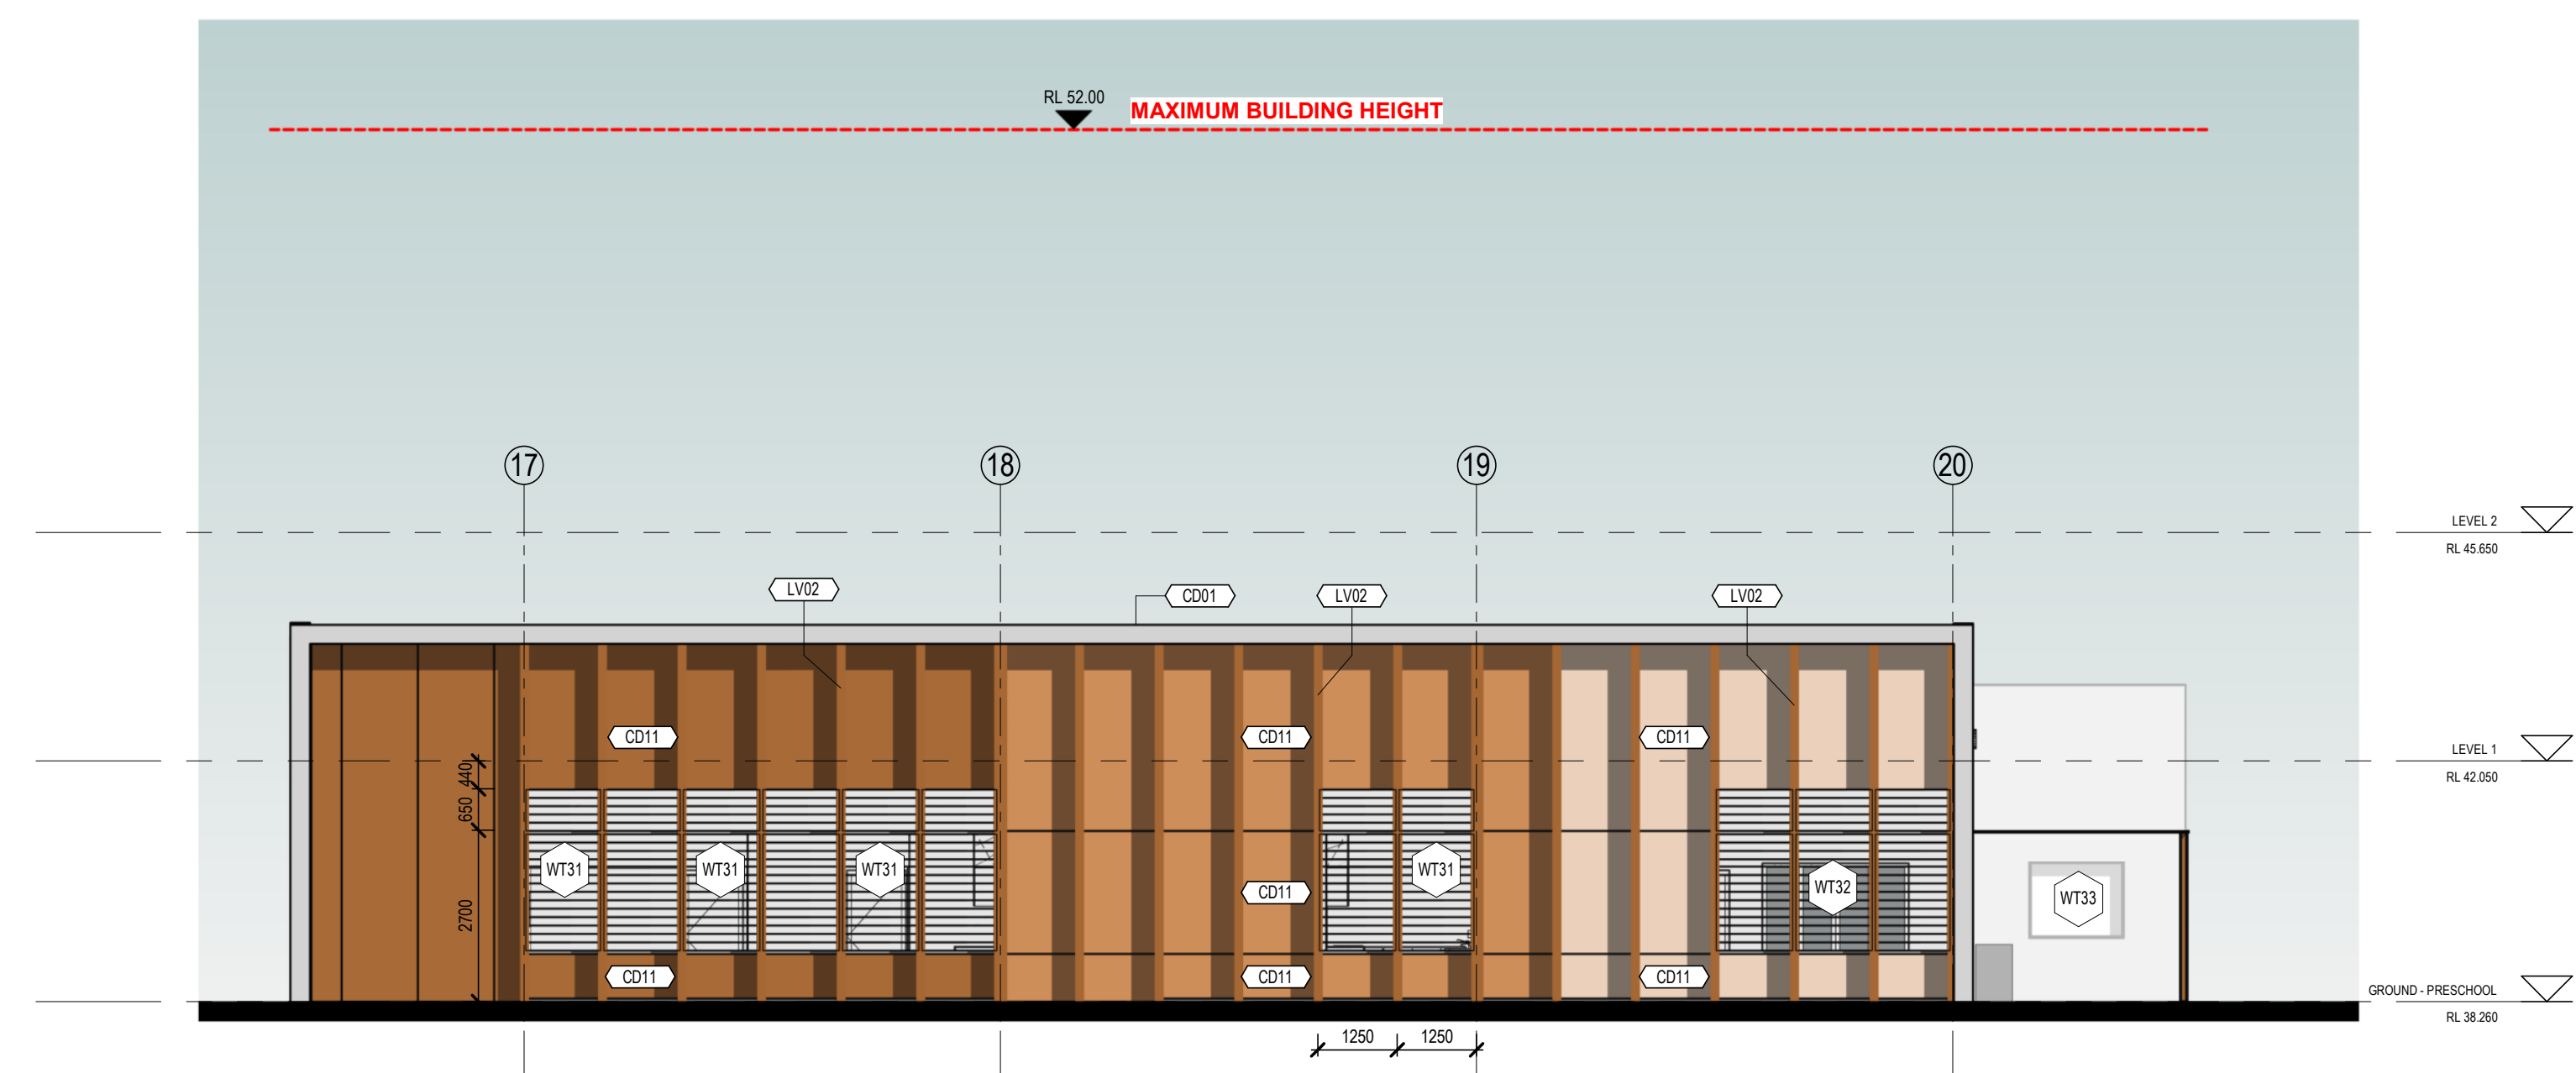 RL 52.00
MAXIMUM BUILDING HEIGHT
17
18
19
20
LEVEL 2
RL 45.650
LV02
CD01
LV02
LV02
CD11
CD11
CD11
LEVEL 1
RL 42.050
440
650
2700
WT31
WT31
WT31
WT31
WT32
WT33
CD11
CD11
CD11
CD11
GROUND - PRESCHOOL
RL 38.260
1250
1250